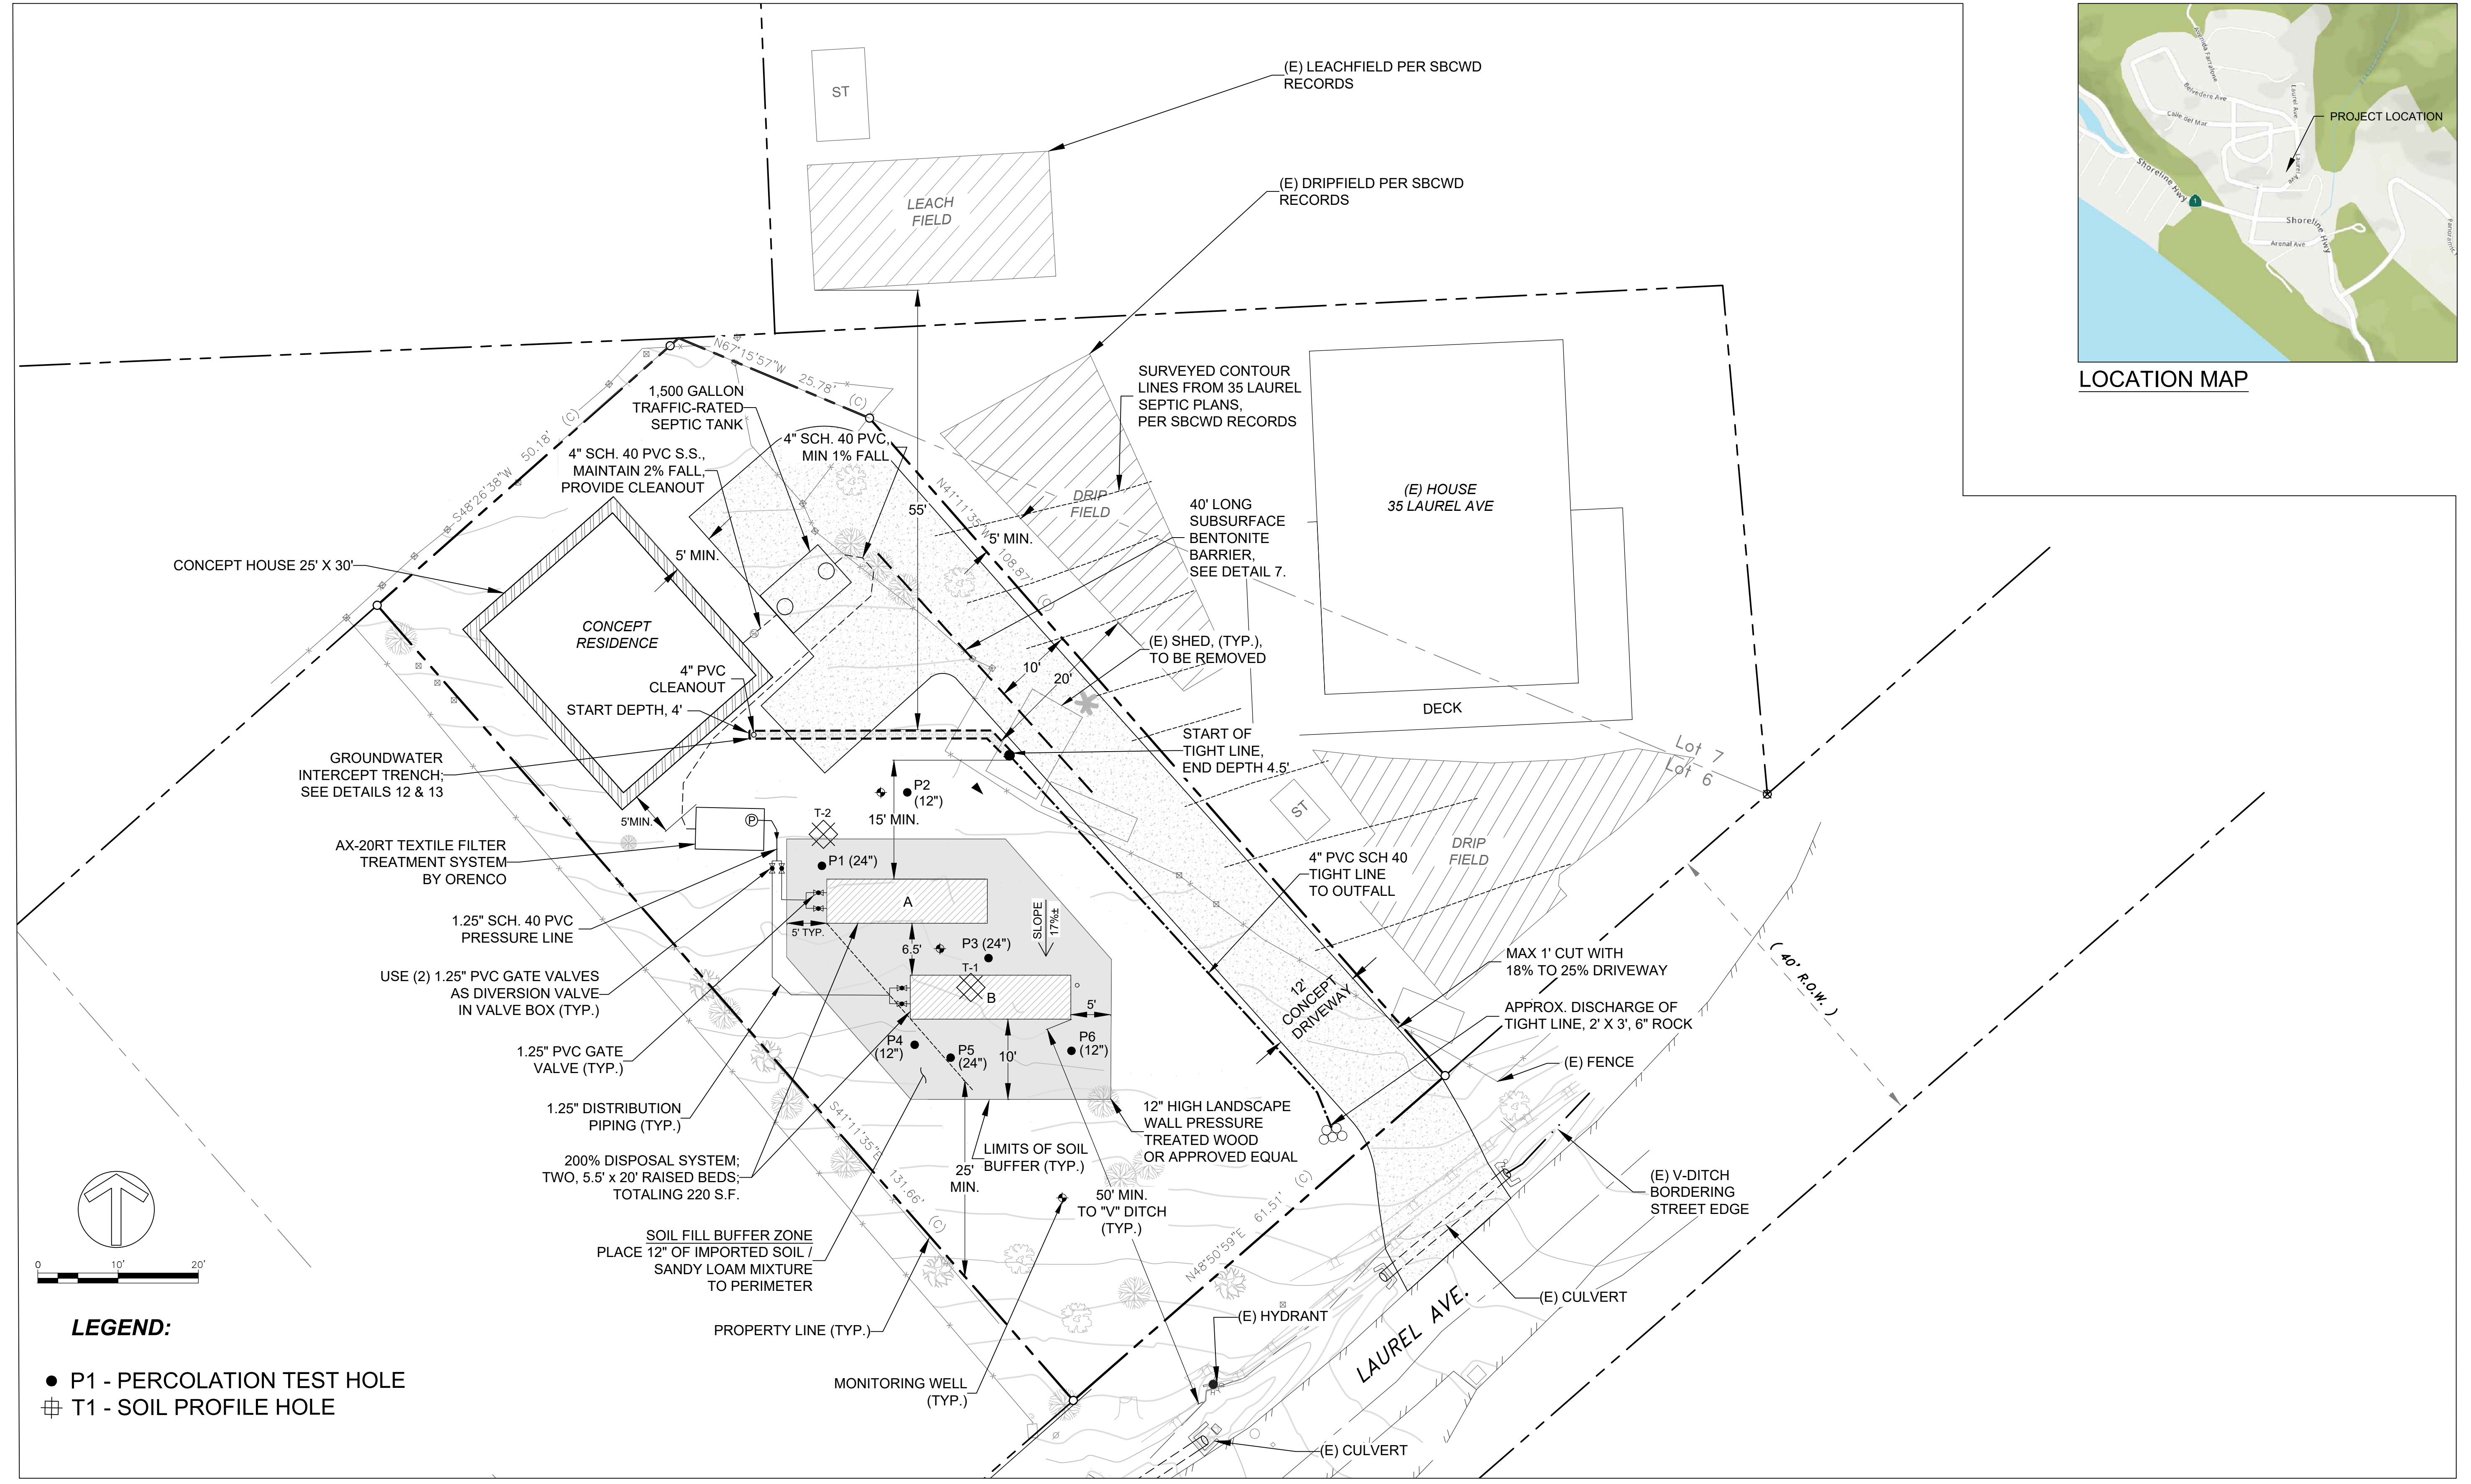 ST
LEACH
FIELD
(E) LEACHFIELD PER SBCWD
RECORDS
(E) DRIPFIELD PER SBCWD
RECORDS
Avenida Farralone
Belvedere Ave
Laurel Ave
Calle del Mar
PROJECT LOCATION
Laurel
Ave
Shoreline Hwy
1
Shoreline Hwy
Arenal Ave
Panoramic
LOCATION MAP
N67°15'57"W 25.78' (C)
S48°26'38"W 50.18' (C)
1,500 GALLON
TRAFFIC-RATED
SEPTIC TANK
4" SCH. 40 PVC,
MIN 1% FALL
4" SCH. 40 PVC S.S.,
MAINTAIN 2% FALL,
PROVIDE CLEANOUT
SURVEYED CONTOUR
LINES FROM 35 LAUREL
SEPTIC PLANS,
PER SBCWD RECORDS
N41°11'35"W 108.87' (C)
DRIP
FIELD
(E) HOUSE
35 LAUREL AVE
55'
5' MIN.
5' MIN.
40' LONG
SUBSURFACE
BENTONITE
BARRIER,
SEE DETAIL 7.
CONCEPT HOUSE 25' X 30'
CONCEPT
RESIDENCE
(E) SHED, (TYP.),
TO BE REMOVED
10'
20'
4" PVC
CLEANOUT
START DEPTH, 4'
DECK
START OF
TIGHT LINE,
END DEPTH 4.5'
Lot 7
Lot 6
GROUNDWATER
INTERCEPT TRENCH;
SEE DETAILS 12 & 13
P2
(12")
15' MIN.
5'MIN.
P
T-2
ST
DRIP
FIELD
AX-20RT TEXTILE FILTER
TREATMENT SYSTEM
BY ORENCO
P1 (24")
4" PVC SCH 40
TIGHT LINE
TO OUTFALL
A
1.25" SCH. 40 PVC
PRESSURE LINE
5' TYP.
6.5'
P3 (24")
SLOPE
17%±
T-1
B
( 40' R.O.W. )
MAX 1' CUT WITH
18% TO 25% DRIVEWAY
USE (2) 1.25" PVC GATE VALVES
AS DIVERSION VALVE
IN VALVE BOX (TYP.)
5'
12'
CONCEPT
DRIVEWAY
APPROX. DISCHARGE OF
TIGHT LINE, 2' X 3', 6" ROCK
1.25" PVC GATE
VALVE (TYP.)
P4
(12")
P5
(24")
10'
P6
(12")
(E) FENCE
1.25" DISTRIBUTION
PIPING (TYP.)
12" HIGH LANDSCAPE
WALL PRESSURE
TREATED WOOD
OR APPROVED EQUAL
S41°11'35"E 131.66' (C)
LIMITS OF SOIL
BUFFER (TYP.)
200% DISPOSAL SYSTEM;
TWO, 5.5' x 20' RAISED BEDS;
TOTALING 220 S.F.
25'
MIN.
50' MIN.
TO "V" DITCH
(TYP.)
(E) V-DITCH
BORDERING
STREET EDGE
SOIL FILL BUFFER ZONE
PLACE 12" OF IMPORTED SOIL /
SANDY LOAM MIXTURE
TO PERIMETER
N48°50'59"E 61.51' (C)
0 10' 20'
(E) CULVERT
(E) HYDRANT
LAUREL AVE.
PROPERTY LINE (TYP.)
MONITORING WELL
(TYP.)
(E) CULVERT
LEGEND:
P1 - PERCOLATION TEST HOLE
T1 - SOIL PROFILE HOLE